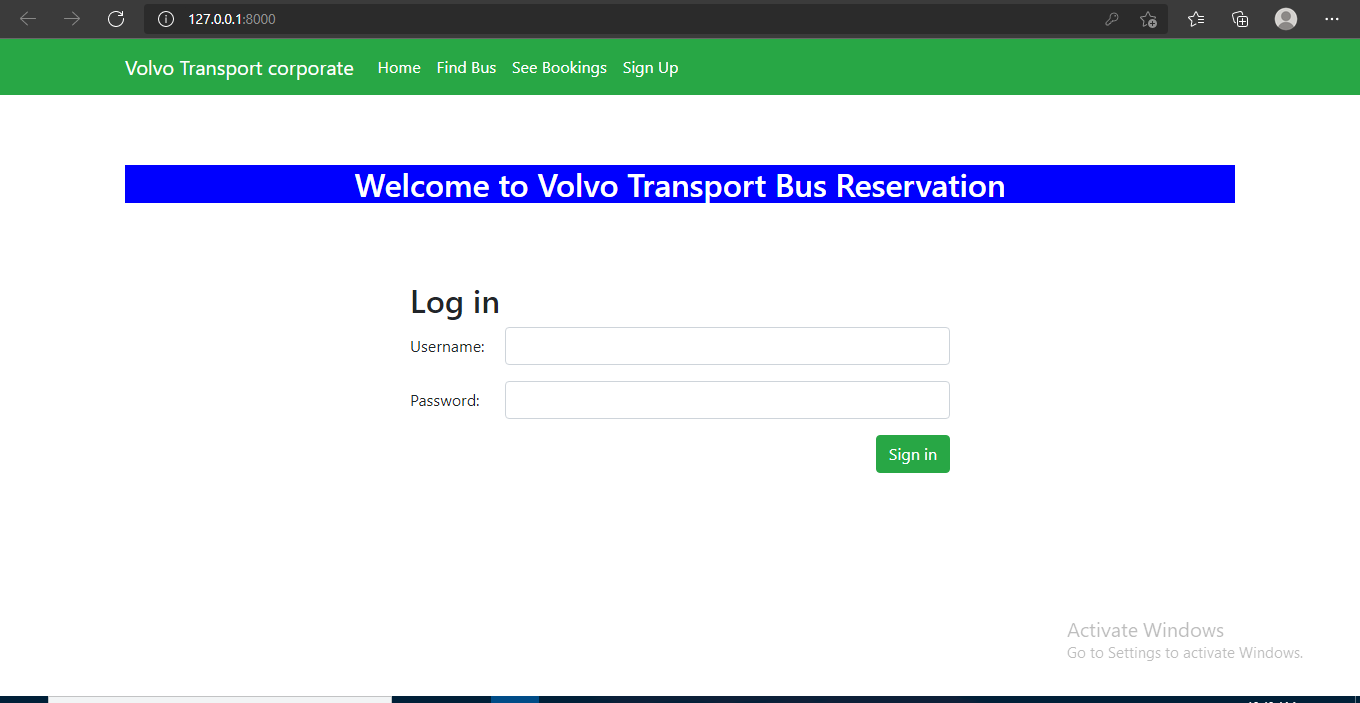 127.0.0.1:8000
Volvo Transport corporate Home Find Bus See Bookings Sign Up
Welcome to Volvo Transport Bus Reservation
Log in
Username:
Password:
Sign in
Activate Windows
Go to Settings to activate Windows.